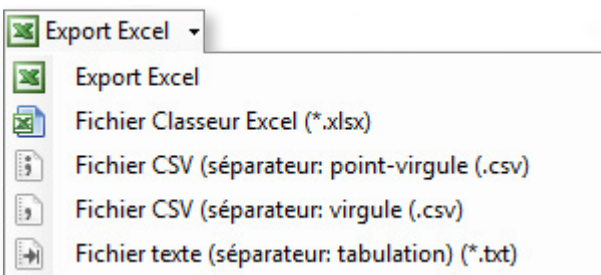 Export Excel
Export Excel
Fichier Classeur Excel (*.xlsx)
Fichier CSV (séparateur: point-virgule (.csv)
Fichier CSV (séparateur: virgule (.csv)
Fichier texte (séparateur: tabulation) (*.txt)